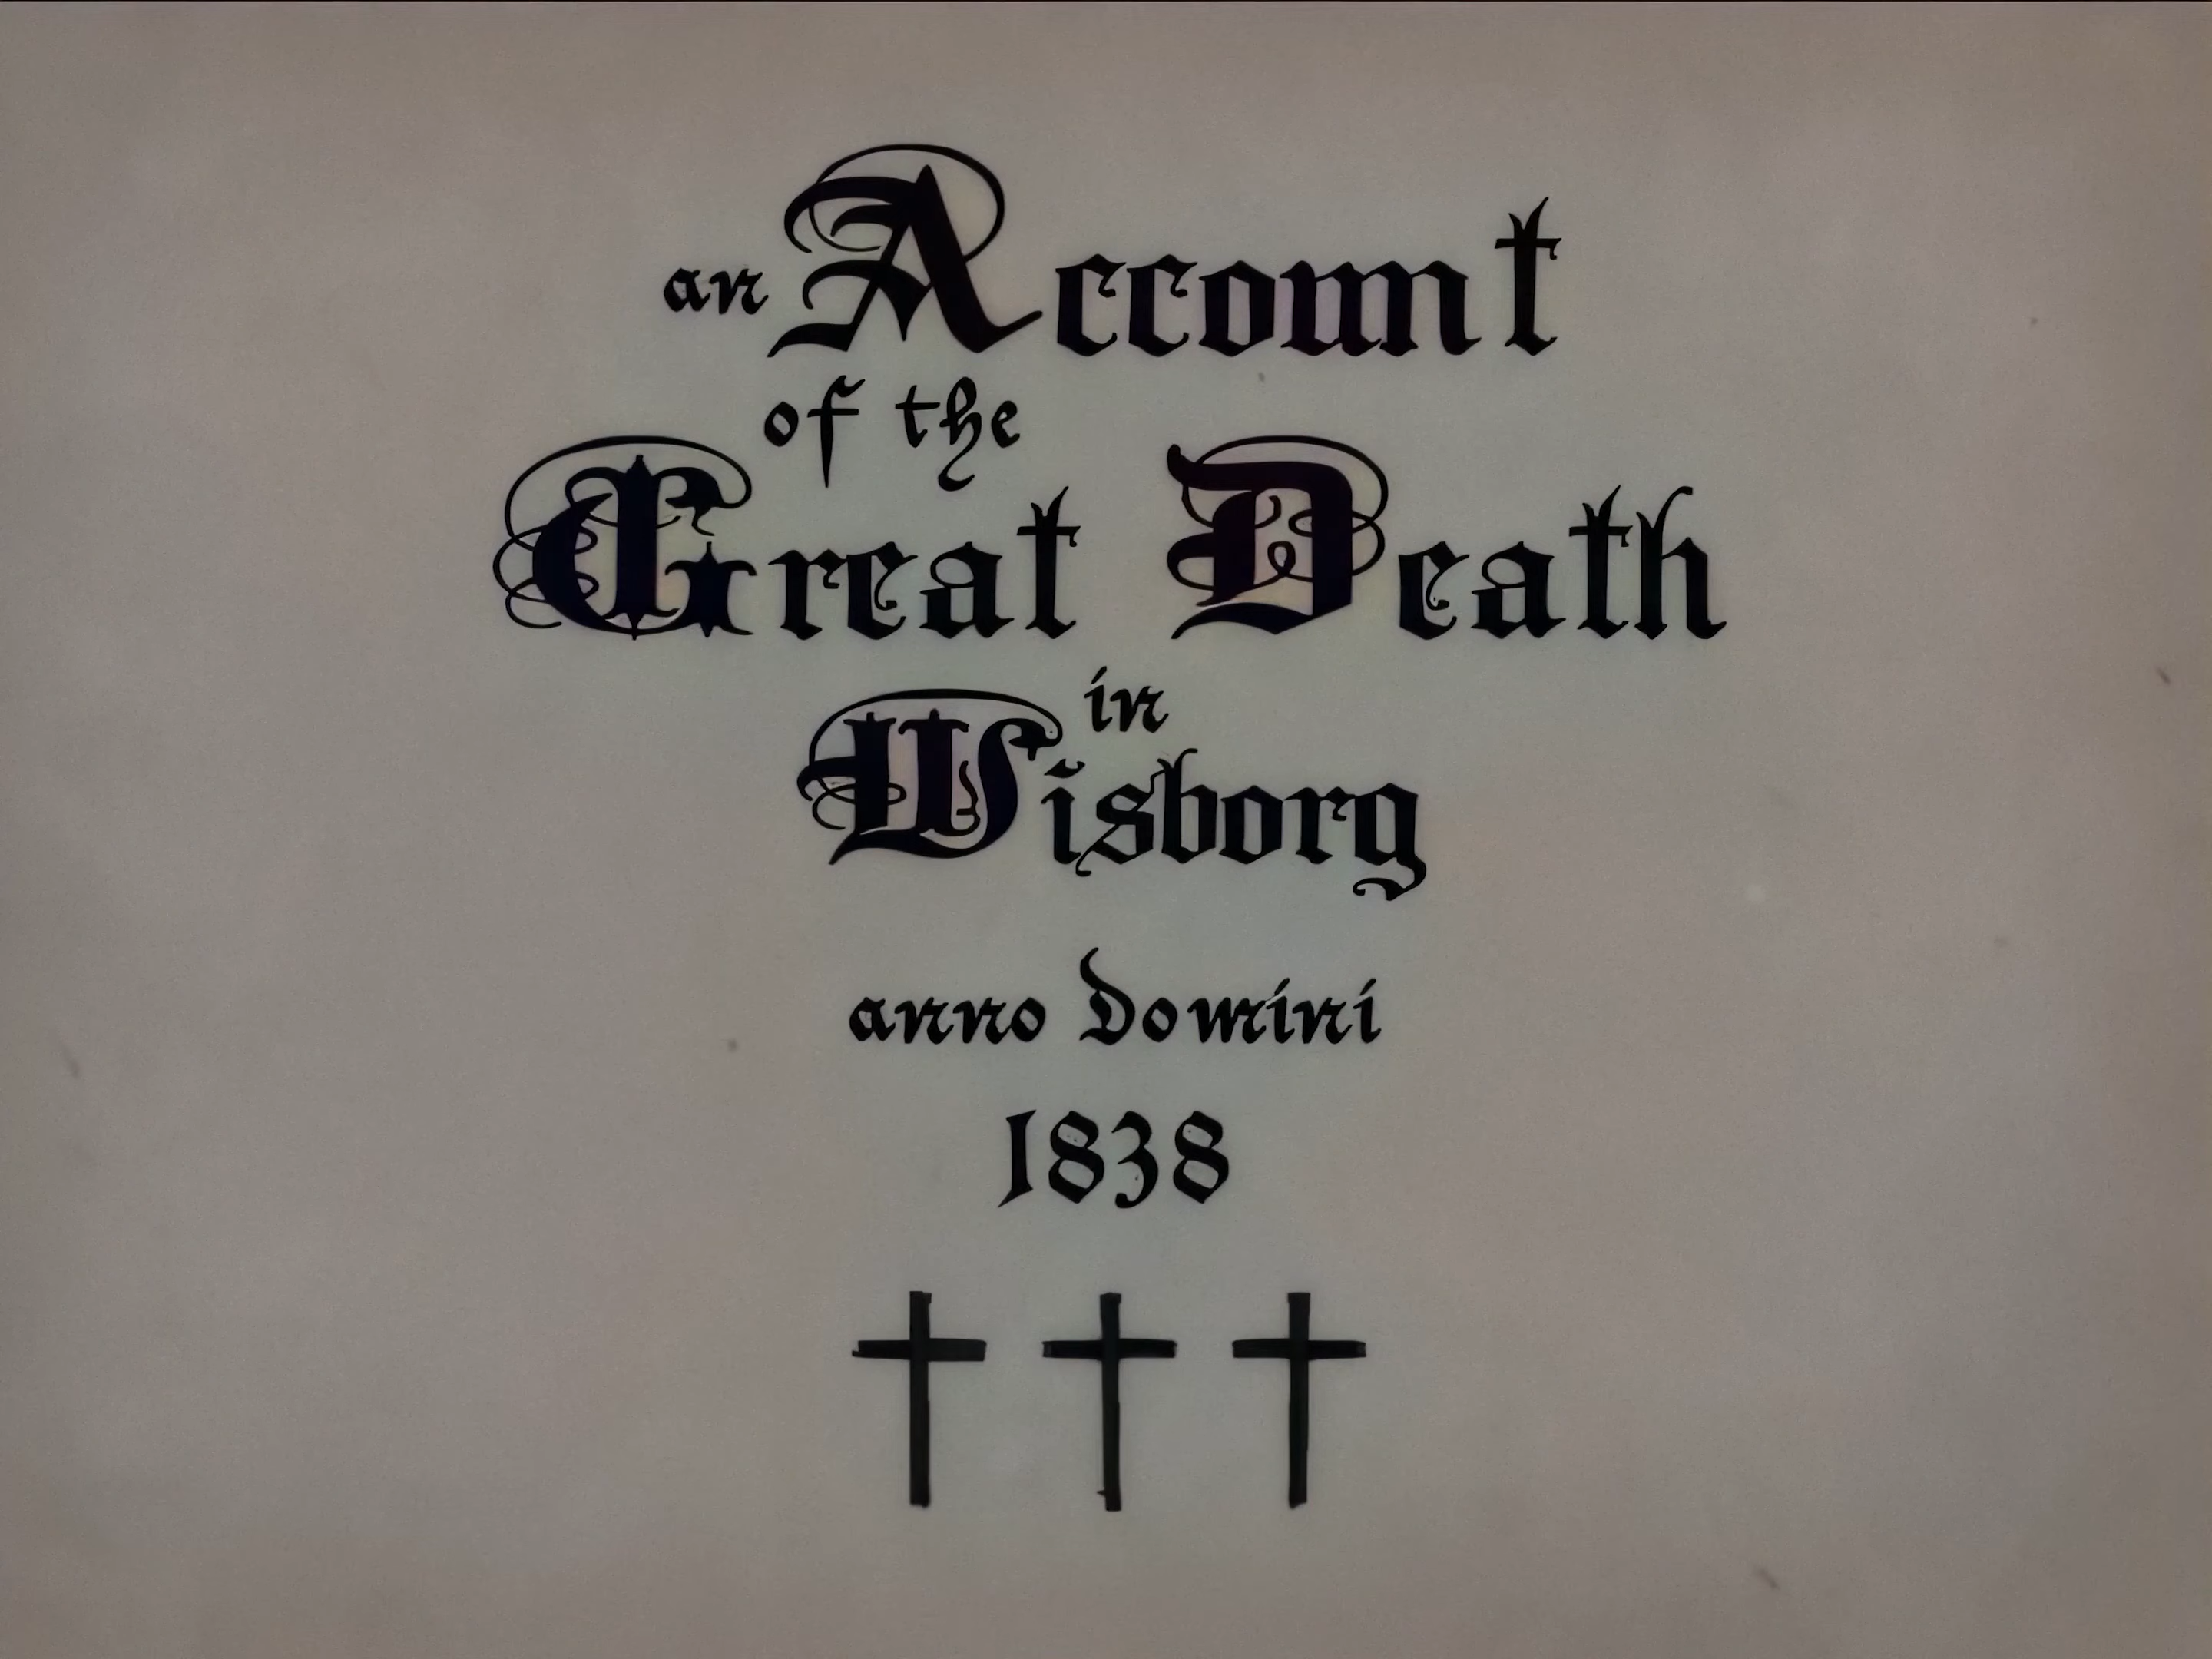 an Account
of the
Great Death
in
Wisborg
anno Domini
1838